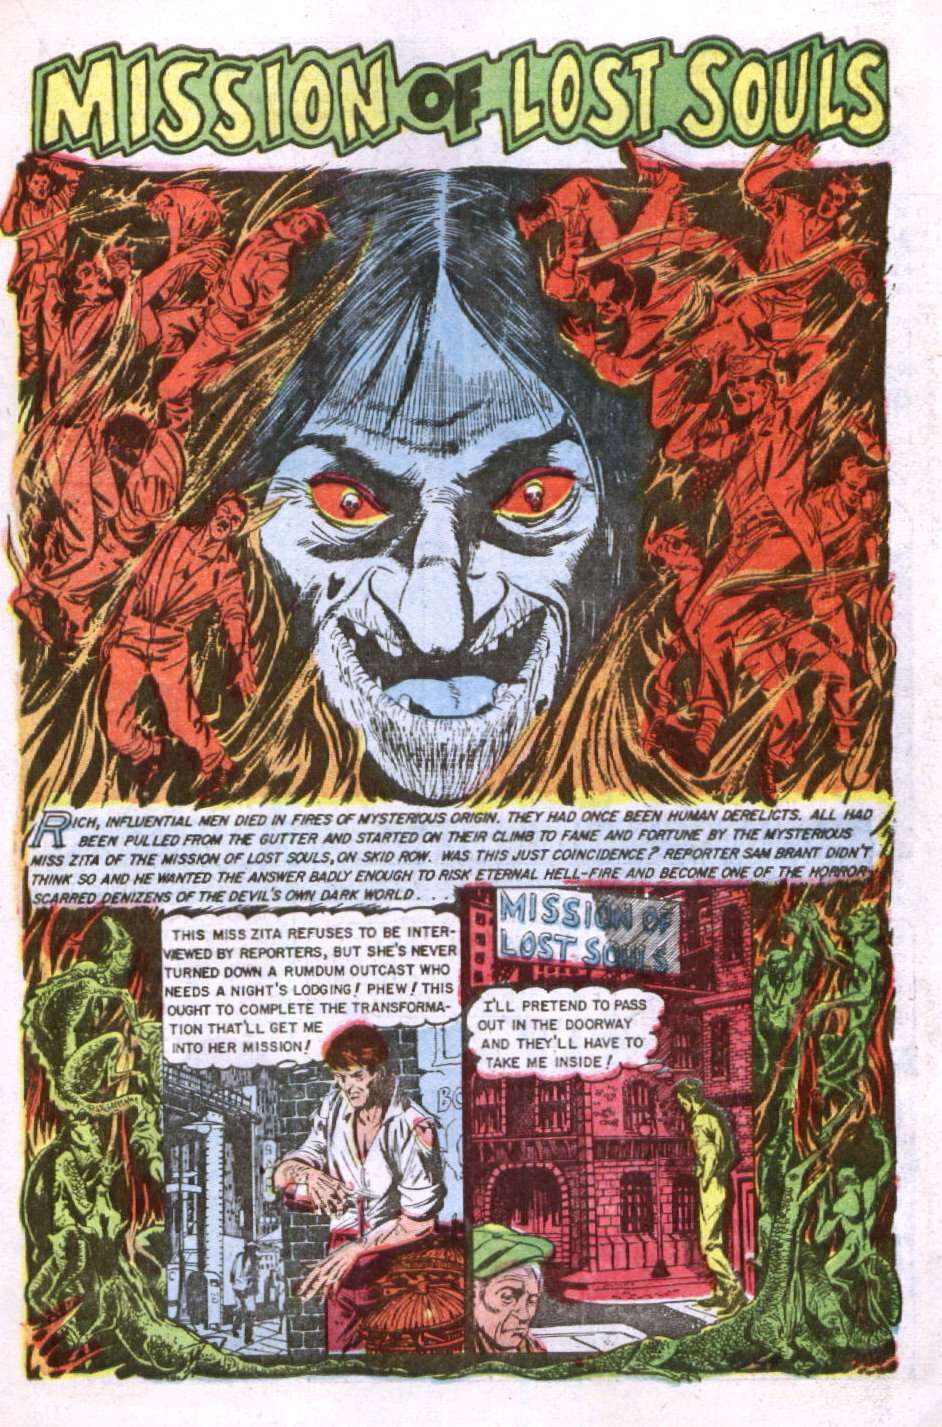 MISSION OF LOST SOULS
RICH, INFLUENTIAL MEN DIED IN FIRES OF MYSTERIOUS ORIGIN. THEY HAD ONCE BEEN HUMAN DERELICTS. ALL HAD
BEEN PULLED FROM THE GUTTER AND STARTED ON THEIR CLIMB TO FAME AND FORTUNE BY THE MYSTERIOUS
MISS ZITA OF THE MISSION OF LOST SOULS, ON SKID ROW. WAS THIS JUST COINCIDENCE? REPORTER SAM BRANT DIDN'T
THINK SO AND HE WANTED THE ANSWER BADLY ENOUGH TO RISK ETERNAL HELL-FIRE AND BECOME ONE OF THE HORROR-
SCARRED DENIZENS OF THE DEVIL'S OWN DARK WORLD. . . .
THIS MISS ZITA REFUSES TO BE INTER-
VIEWED BY REPORTERS, BUT SHE'S NEVER
TURNED DOWN A RUMDUM OUTCAST WHO
NEEDS A NIGHT'S LODGING! PHEW! THIS
OUGHT TO COMPLETE THE TRANSFORMA-
TION THAT'LL GET ME
INTO HER MISSION!
MISSION OF
LOST SOULS
I'LL PRETEND TO PASS
OUT IN THE DOORWAY
AND THEY'LL HAVE TO
TAKE ME INSIDE!